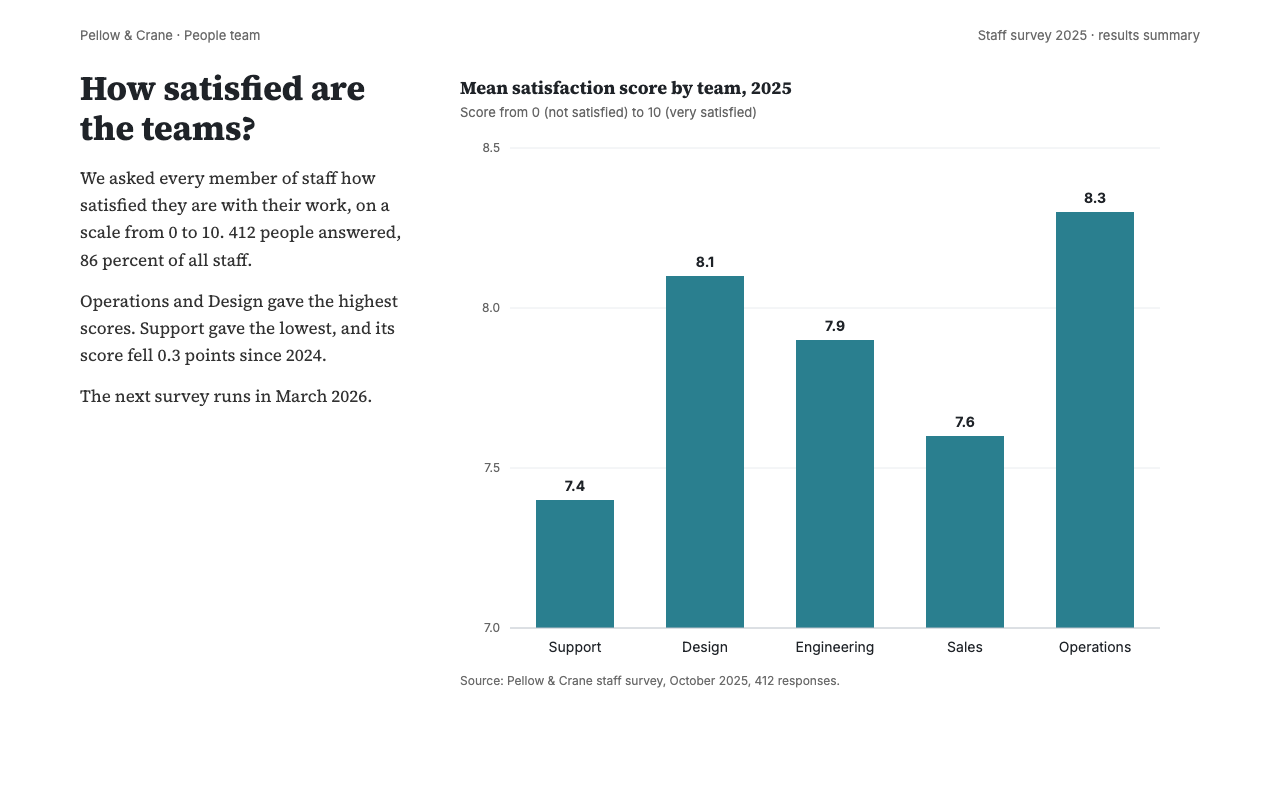 Pellow & Crane · People team
Staff survey 2025 · results summary
How satisfied are
the teams?
We asked every member of staff how
satisfied they are with their work, on a
scale from 0 to 10. 412 people answered,
86 percent of all staff.
Operations and Design gave the highest
scores. Support gave the lowest, and its
score fell 0.3 points since 2024.
The next survey runs in March 2026.
Mean satisfaction score by team, 2025
Score from 0 (not satisfied) to 10 (very satisfied)
8.5
8.0
7.5
7.0
7.4
8.1
7.9
7.6
8.3
Support
Design
Engineering
Sales
Operations
Source: Pellow & Crane staff survey, October 2025, 412 responses.